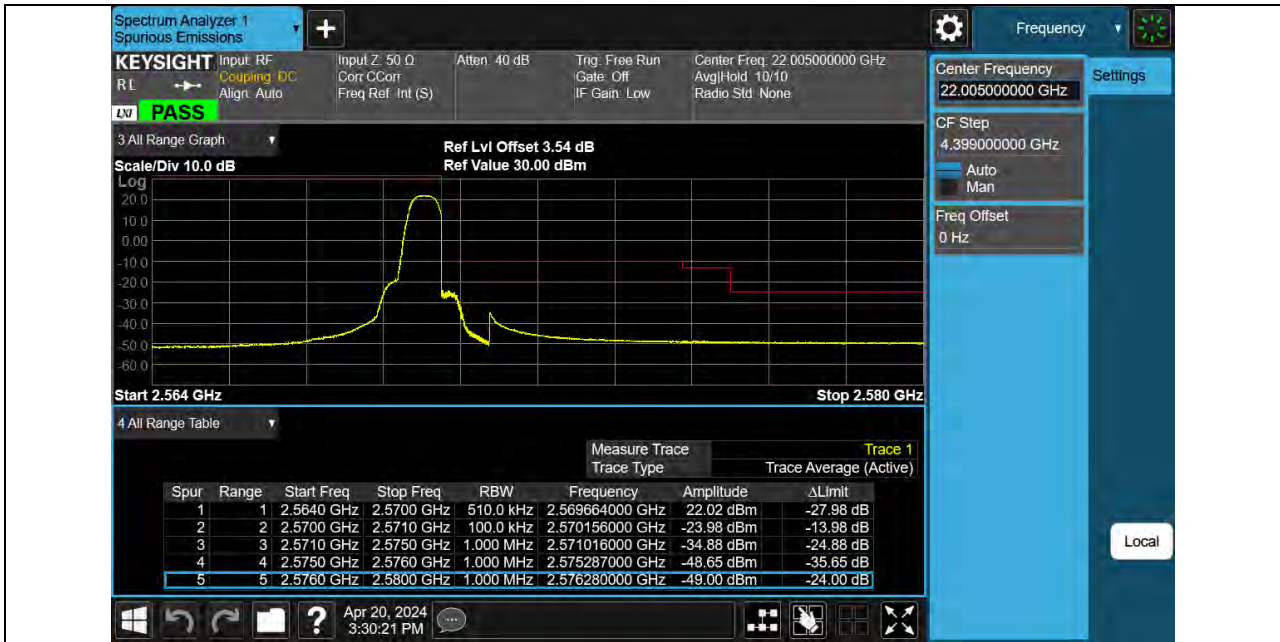 Spectrum Analyzer 1
Spurious Emissions
Frequency
KEYSIGHT
RL
LXI PASS
Input: RF
Coupling: DC
Align: Auto
Input Z: 50 Ω
Corr CCorr
Freq Ref: Int (S)
Atten: 40 dB
Trig: Free Run
Gate: Off
IF Gain: Low
Center Freq: 22.005000000 GHz
Avg|Hold: 10/10
Radio Std: None
Center Frequency
22.005000000 GHz
Settings
CF Step
4.399000000 GHz
Auto
Man
Freq Offset
0 Hz
3 All Range Graph
Scale/Div 10.0 dB
Ref Lvl Offset 3.54 dB
Ref Value 30.00 dBm
Log
20.0
10.0
0.00
-10.0
-20.0
-30.0
-40.0
-50.0
-60.0
Start 2.564 GHz Stop 2.580 GHz
4 All Range Table
Measure Trace Trace 1
Trace Type Trace Average (Active)
Spur Range Start Freq Stop Freq RBW Frequency Amplitude ΔLimit
1 1 2.5640 GHz 2.5700 GHz 510.0 kHz 2.569664000 GHz 22.02 dBm -27.98 dB
2 2 2.5700 GHz 2.5710 GHz 100.0 kHz 2.570156000 GHz -23.98 dBm -13.98 dB
3 3 2.5710 GHz 2.5750 GHz 1.000 MHz 2.571016000 GHz -34.88 dBm -24.88 dB
4 4 2.5750 GHz 2.5760 GHz 1.000 MHz 2.575287000 GHz -48.65 dBm -35.65 dB
5 5 2.5760 GHz 2.5800 GHz 1.000 MHz 2.576280000 GHz -49.00 dBm -24.00 dB
Local
Apr 20, 2024
3:30:21 PM